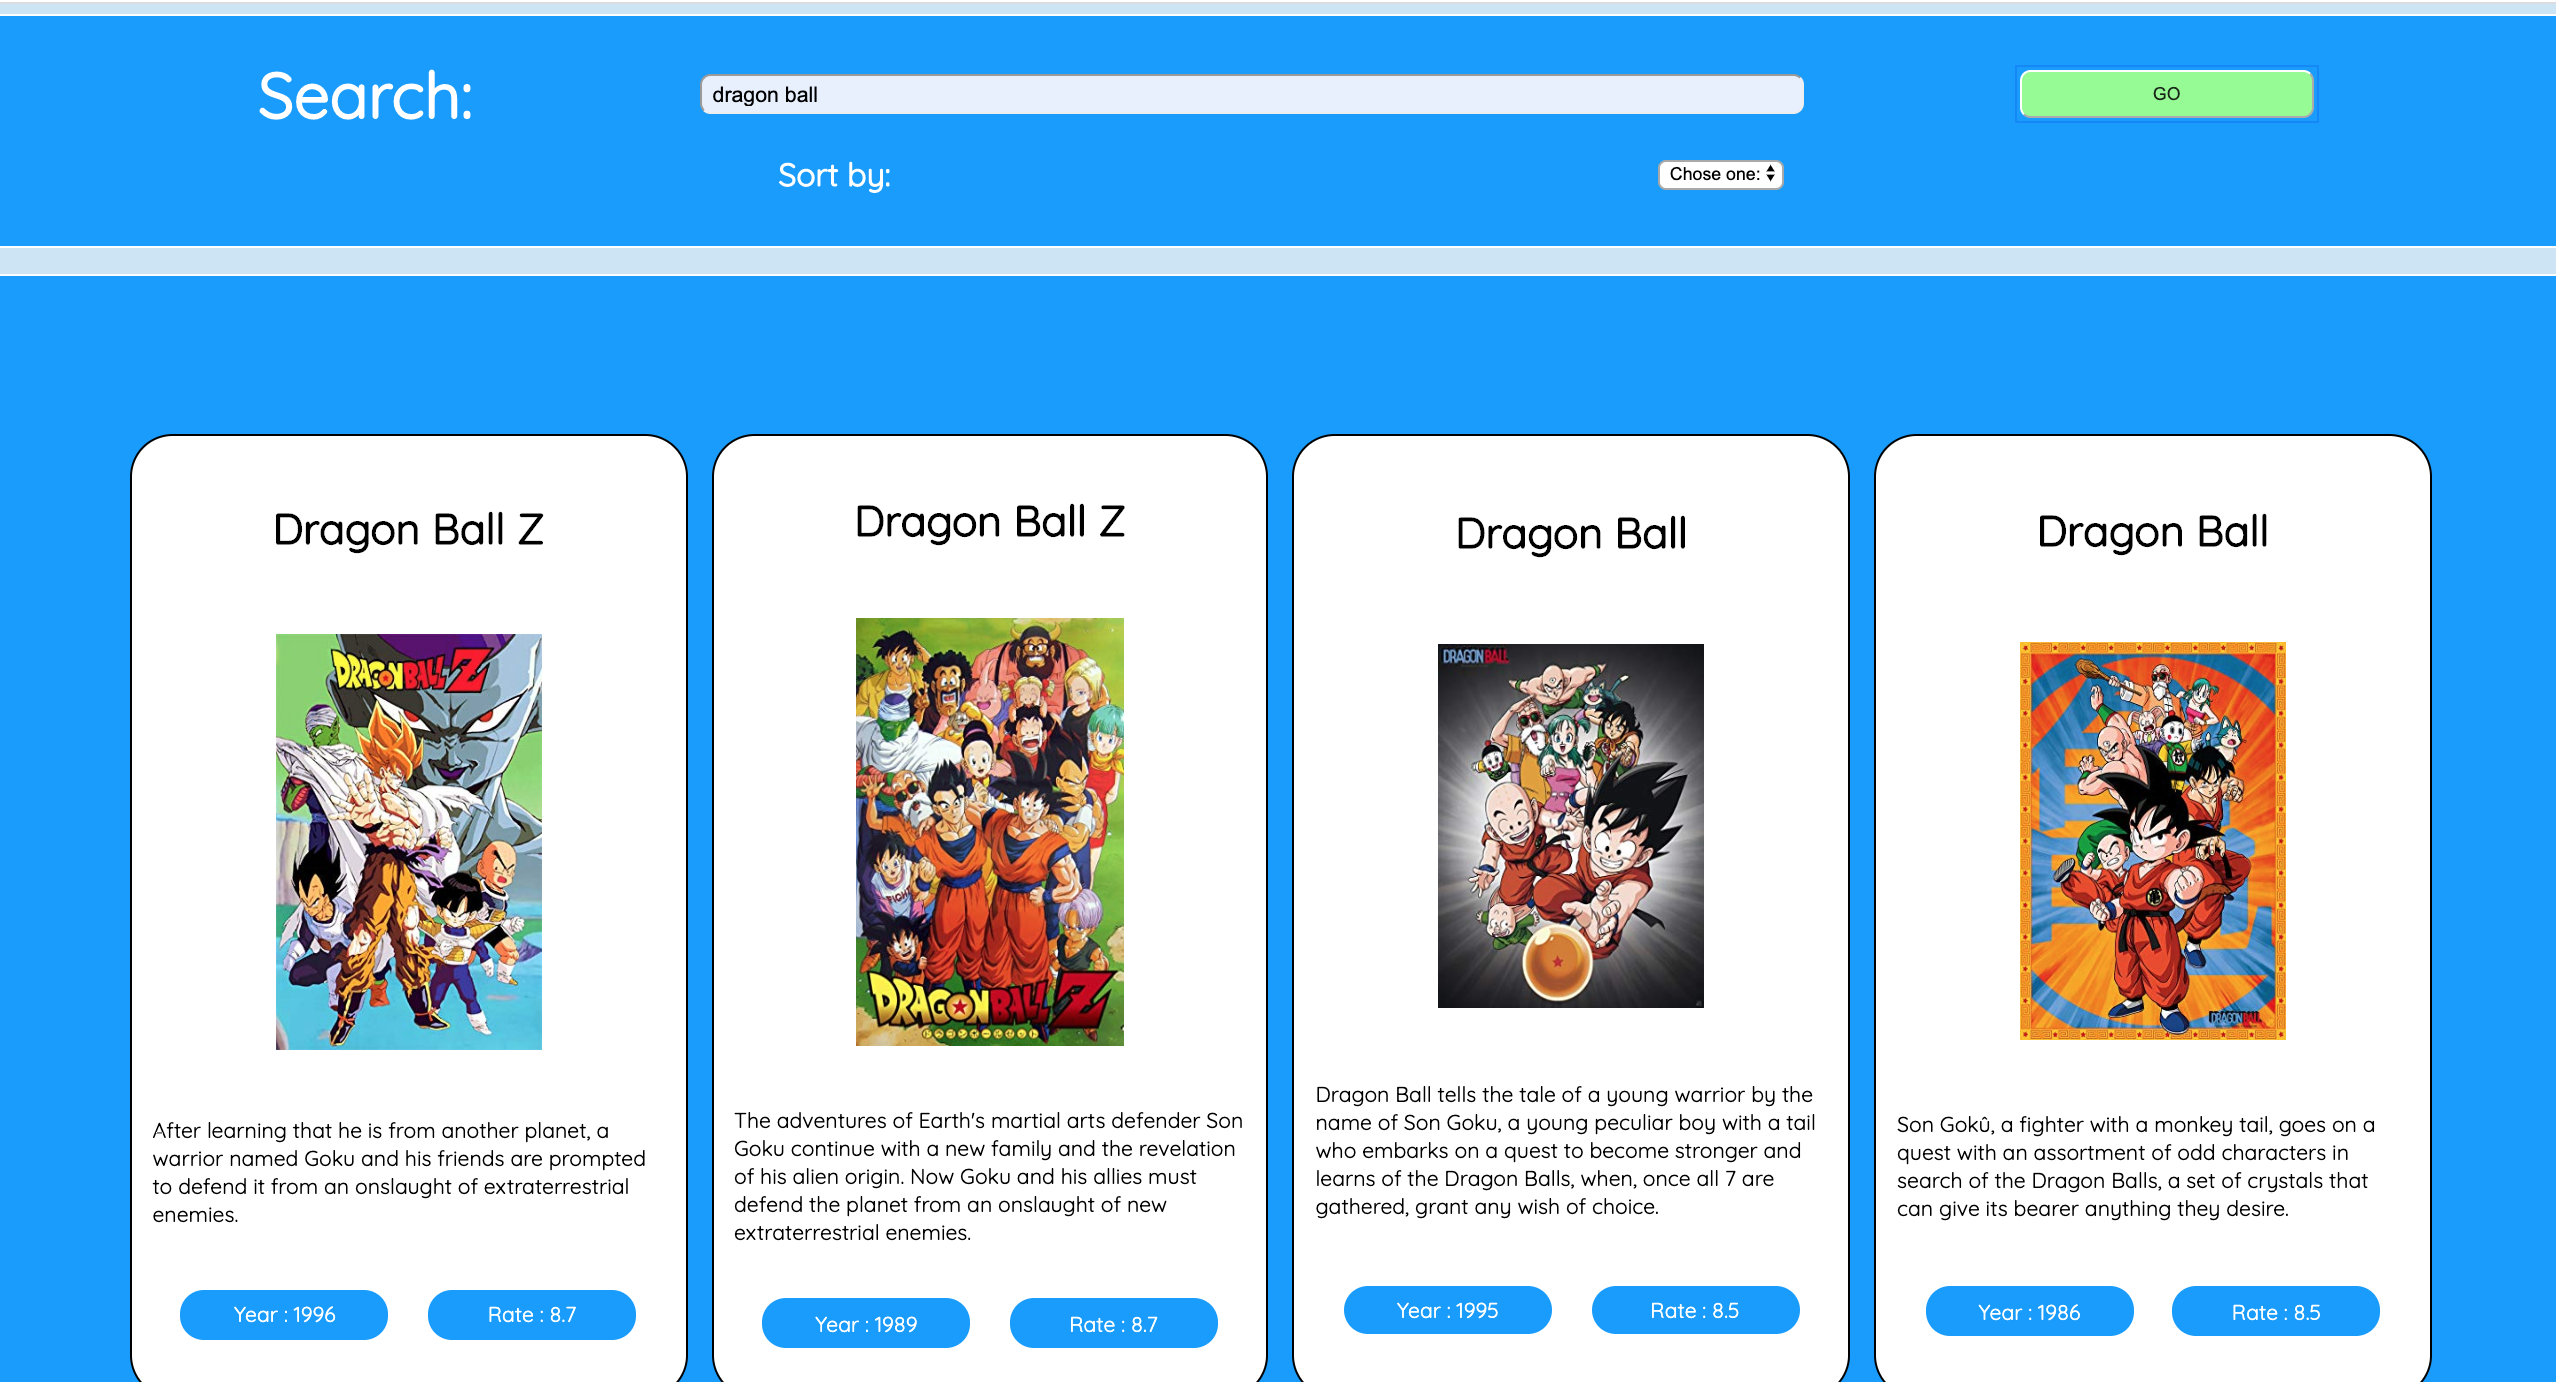 Search:
dragon ball
GO
Sort by:
Chose one:
Dragon Ball Z
DRAGON BALL Z
After learning that he is from another planet, a
warrior named Goku and his friends are prompted
to defend it from an onslaught of extraterrestrial
enemies.
Year : 1996
Rate : 8.7
Dragon Ball Z
DRAGON BALL Z
The adventures of Earth's martial arts defender Son
Goku continue with a new family and the revelation
of his alien origin. Now Goku and his allies must
defend the planet from an onslaught of new
extraterrestrial enemies.
Year : 1989
Rate : 8.7
Dragon Ball
DRAGON BALL
Dragon Ball tells the tale of a young warrior by the
name of Son Goku, a young peculiar boy with a tail
who embarks on a quest to become stronger and
learns of the Dragon Balls, when, once all 7 are
gathered, grant any wish of choice.
Year : 1995
Rate : 8.5
Dragon Ball
DRAGON BALL
Son Gokû, a fighter with a monkey tail, goes on a
quest with an assortment of odd characters in
search of the Dragon Balls, a set of crystals that
can give its bearer anything they desire.
Year : 1986
Rate : 8.5